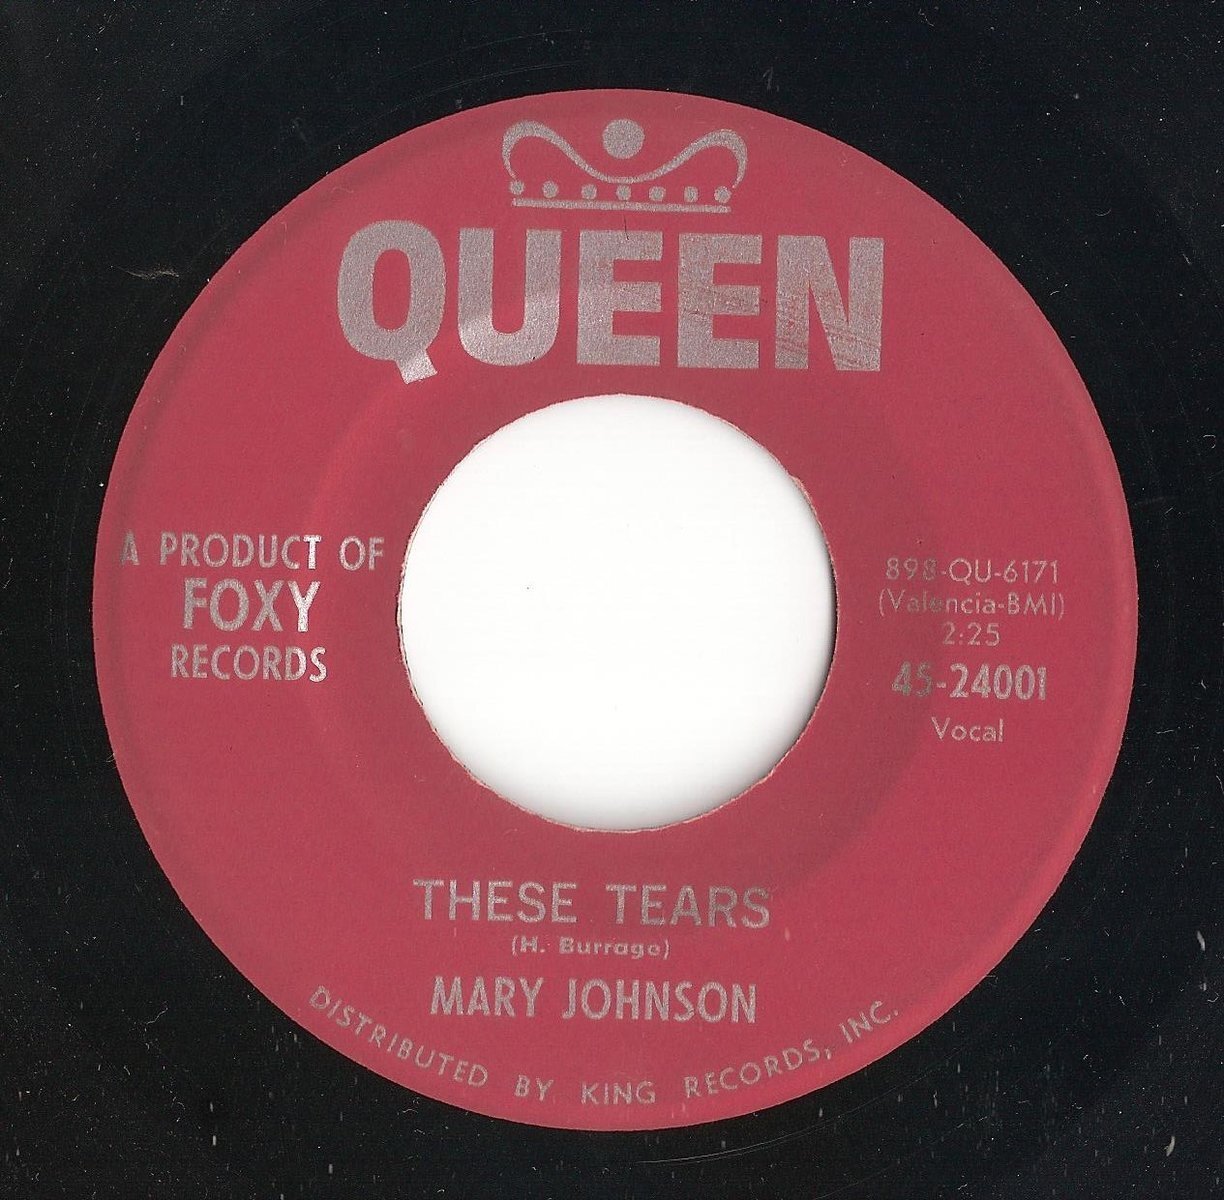 QUEEN
A PRODUCT OF
FOXY
RECORDS
898-QU-6171
(Valencia-BMI)
2:25
45-24001
Vocal
THESE TEARS
(H. Burrage)
MARY JOHNSON
DISTRIBUTED BY KING RECORDS, INC.